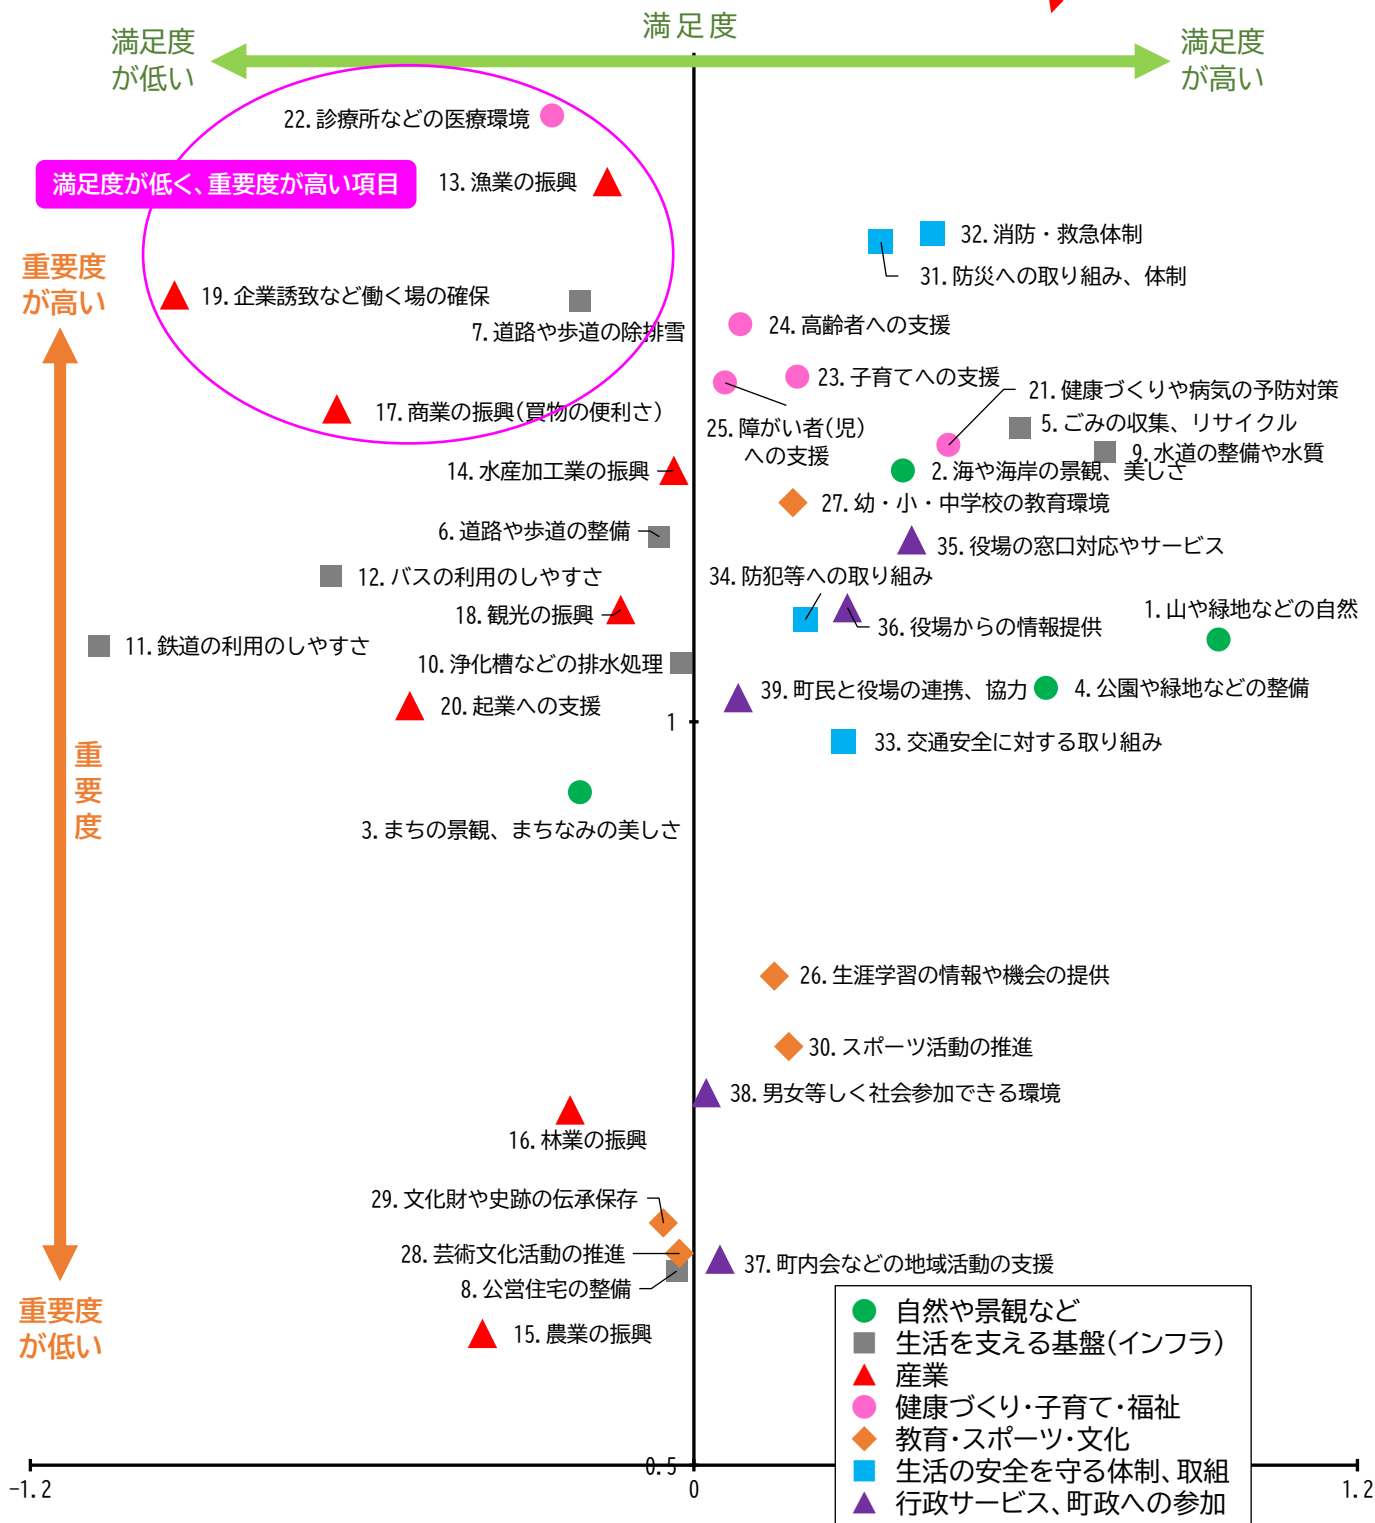 満足度
満足度
が低い
満足度
が高い
22.診療所などの医療環境
満足度が低く、重要度が高い項目
13.漁業の振興
32.消防・救急体制
31.防災への取り組み、体制
重要度
が高い
19.企業誘致など働く場の確保
7.道路や歩道の除排雪
24.高齢者への支援
23.子育てへの支援
21.健康づくりや病気の予防対策
17.商業の振興(買物の便利さ)
25.障がい者(児)
への支援
5.ごみの収集、リサイクル
9.水道の整備や水質
14.水産加工業の振興
2.海や海岸の景観、美しさ
27.幼・小・中学校の教育環境
6.道路や歩道の整備
35.役場の窓口対応やサービス
12.バスの利用のしやすさ
34.防犯等への取り組み
18.観光の振興
36.役場からの情報提供
1.山や緑地などの自然
11.鉄道の利用のしやすさ
10.浄化槽などの排水処理
39.町民と役場の連携、協力
4.公園や緑地などの整備
20.起業への支援
1
33.交通安全に対する取り組み
重要度
3.まちの景観、まちなみの美しさ
26.生涯学習の情報や機会の提供
30.スポーツ活動の推進
38.男女等しく社会参加できる環境
16.林業の振興
29.文化財や史跡の伝承保存
28.芸術文化活動の推進
37.町内会などの地域活動の支援
8.公営住宅の整備
重要度
が低い
15.農業の振興
自然や景観など
生活を支える基盤(インフラ)
産業
健康づくり・子育て・福祉
教育・スポーツ・文化
生活の安全を守る体制、取組
行政サービス、町政への参加
0.5
-1.2
0
1.2